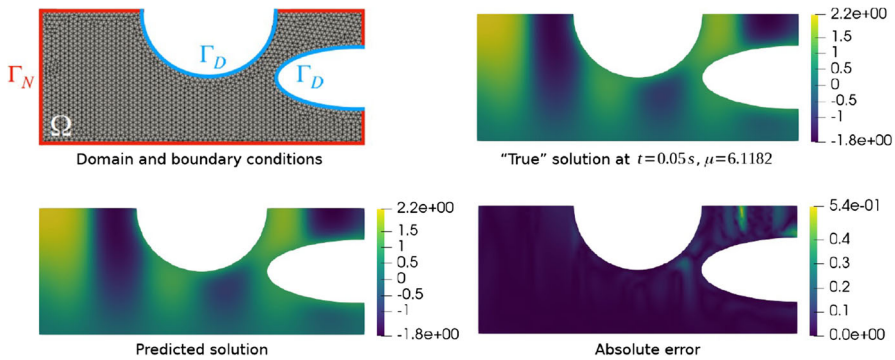 Γ_N
Γ_D
Γ_D
Ω
Domain and boundary conditions
2.2e+00
1.5
1
0.5
0
-0.5
-1
-1.8e+00
“True” solution at t=0.05s, μ=6.1182
2.2e+00
1.5
1
0.5
0
-0.5
-1
-1.8e+00
Predicted solution
5.4e-01
0.4
0.3
0.2
0.1
0.0e+00
Absolute error